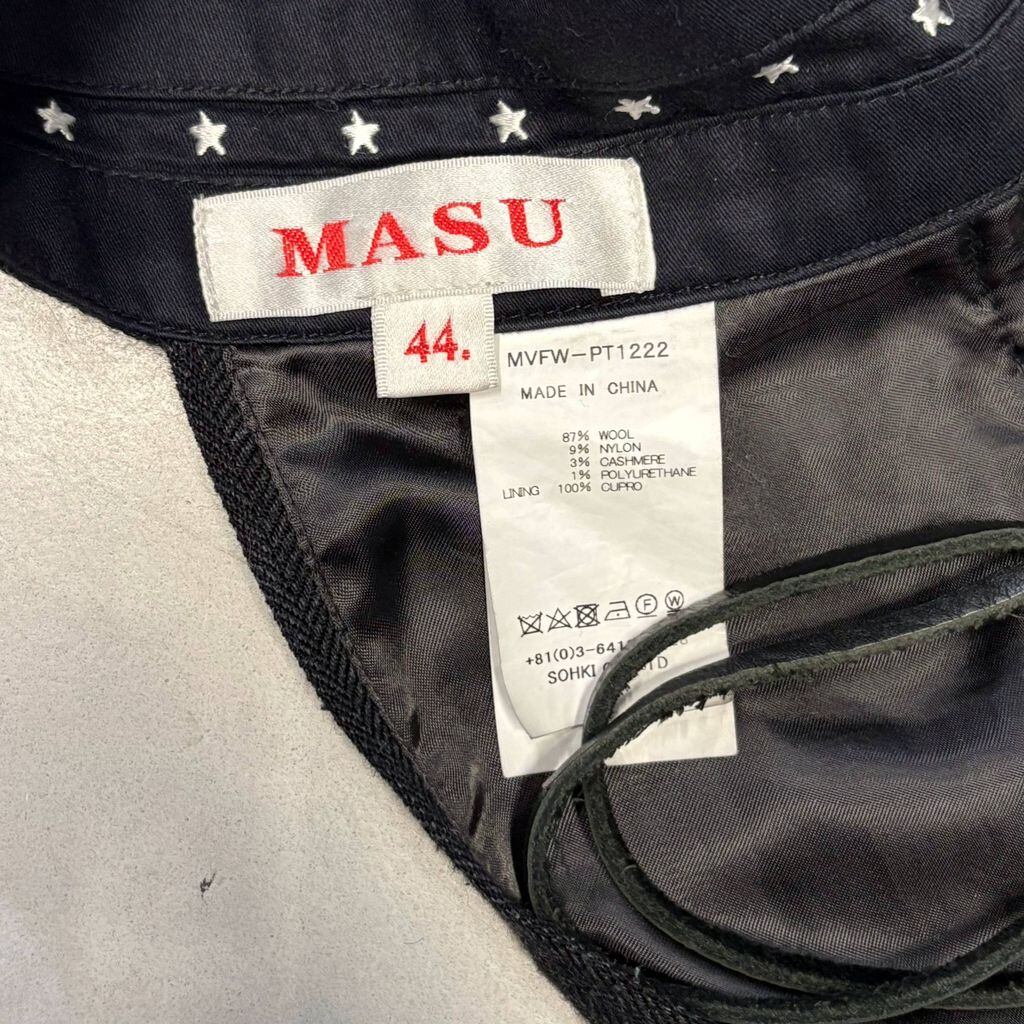 MASU
44.
MVFW-PT1222
MADE IN CHINA
87% WOOL
9% NYLON
3% CASHMERE
1% POLYURETHANE
LINING 100% CUPRO
F W
SOHKI